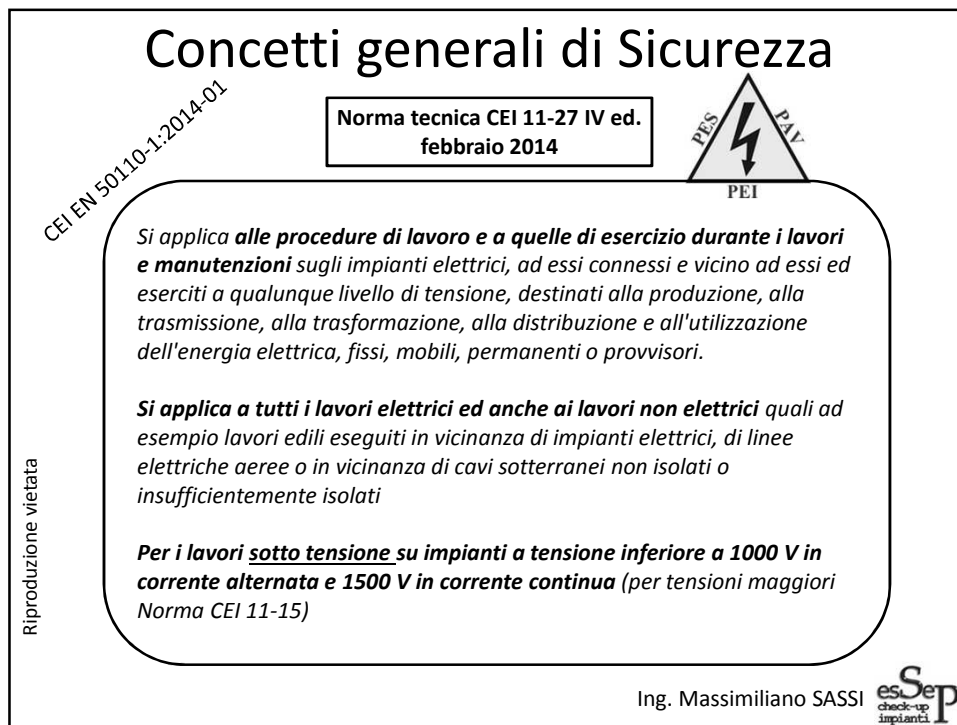 Concetti generali di Sicurezza
CEI EN 50110-1:2014-01
Norma tecnica CEI 11-27 IV ed.
febbraio 2014
PES
PAV
PEI
Si applica alle procedure di lavoro e a quelle di esercizio durante i lavori
e manutenzioni sugli impianti elettrici, ad essi connessi e vicino ad essi ed
eserciti a qualunque livello di tensione, destinati alla produzione, alla
trasmissione, alla trasformazione, alla distribuzione e all'utilizzazione
dell'energia elettrica, fissi, mobili, permanenti o provvisori.
Si applica a tutti i lavori elettrici ed anche ai lavori non elettrici quali ad
esempio lavori edili eseguiti in vicinanza di impianti elettrici, di linee
elettriche aeree o in vicinanza di cavi sotterranei non isolati o
insufficientemente isolati
Per i lavori sotto tensione su impianti a tensione inferiore a 1000 V in
corrente alternata e 1500 V in corrente continua (per tensioni maggiori
Norma CEI 11-15)
Riproduzione vietata
Ing. Massimiliano SASSI
esSep
check-up
impianti